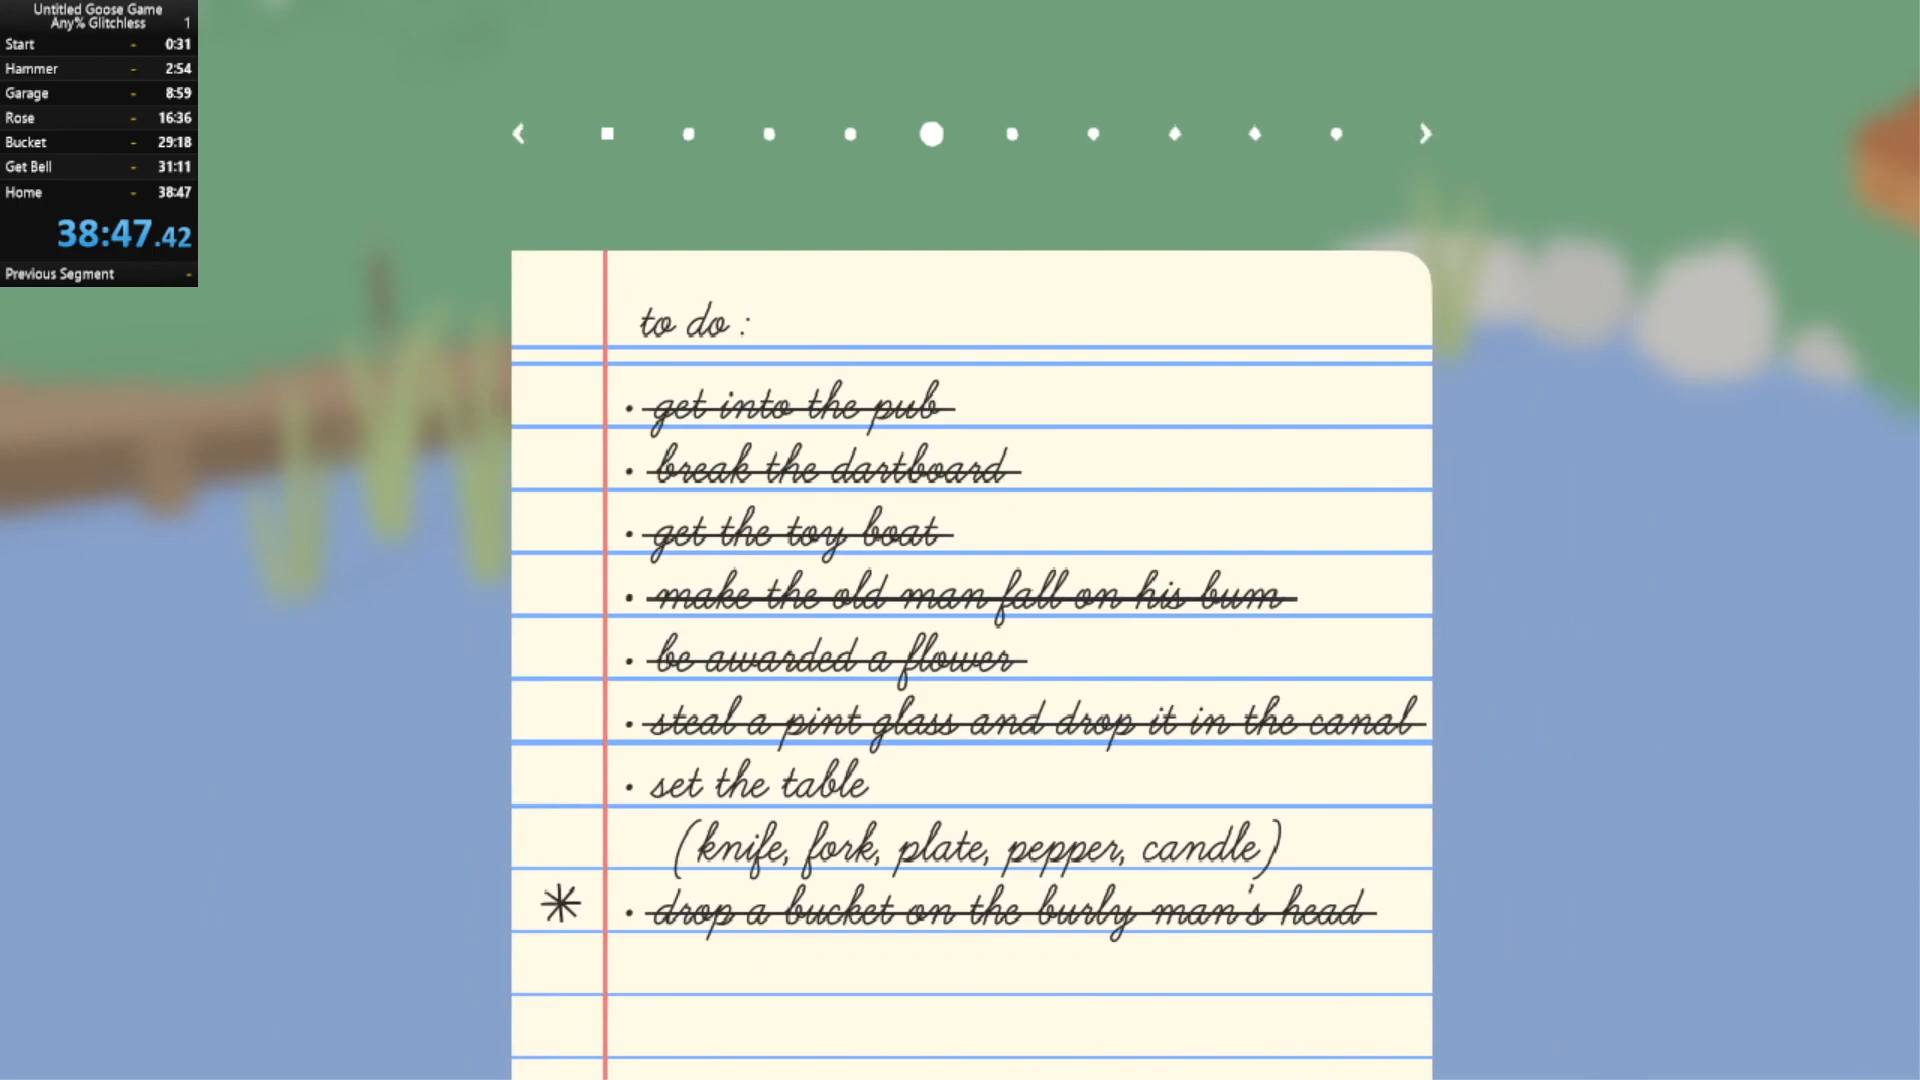 Untitled Goose Game
Any% Glitchless 1
Start - 0:31
Hammer - 2:54
Garage - 8:59
Rose - 16:36
Bucket - 29:18
Get Bell - 31:11
Home - 38:47
38:47.42
Previous Segment -
to do :
• get into the pub
• break the dartboard
• get the toy boat
• make the old man fall on his bum
• be awarded a flower
• steal a pint glass and drop it in the canal
• set the table
(knife, fork, plate, pepper, candle)
* • drop a bucket on the burly man's head